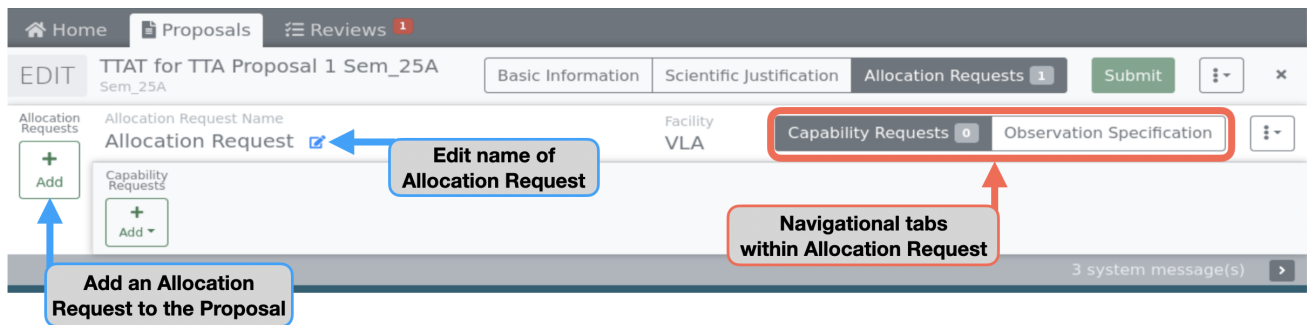 Home Proposals Reviews 1
EDIT
TTAT for TTA Proposal 1 Sem_25A
Sem_25A
Basic Information Scientific Justification Allocation Requests 1 Submit
Allocation
Requests
+
Add
Allocation Request Name
Allocation Request
Facility
VLA
Capability Requests 0 Observation Specification
Edit name of
Allocation Request
Capability
Requests
+
Add
Navigational tabs
within Allocation Request
Add an Allocation
Request to the Proposal
3 system message(s)